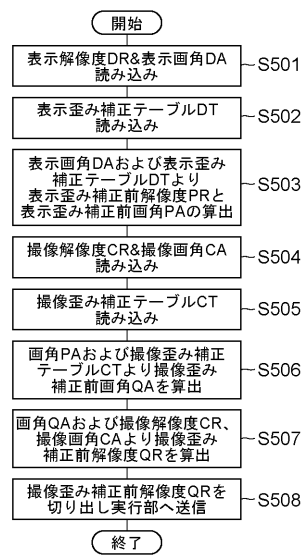 開始
表示解像度DR&表示画角DA
読み込み
S501
表示歪み補正テーブルDT
読み込み
S502
表示画角DAおよび表示歪み
補正テーブルDTより
表示歪み補正前解像度PRと
表示歪み補正前画角PAの算出
S503
撮像解像度CR&撮像画角CA
読み込み
S504
撮像歪み補正テーブルCT
読み込み
S505
画角PAおよび撮像歪み補正
テーブルCTより撮像歪み
補正前画角QAを算出
S506
画角QAおよび撮像解像度CR、
撮像画角CAより撮像歪み
補正前解像度QRを算出
S507
撮像歪み補正前解像度QRを
切り出し実行部へ送信
S508
終了